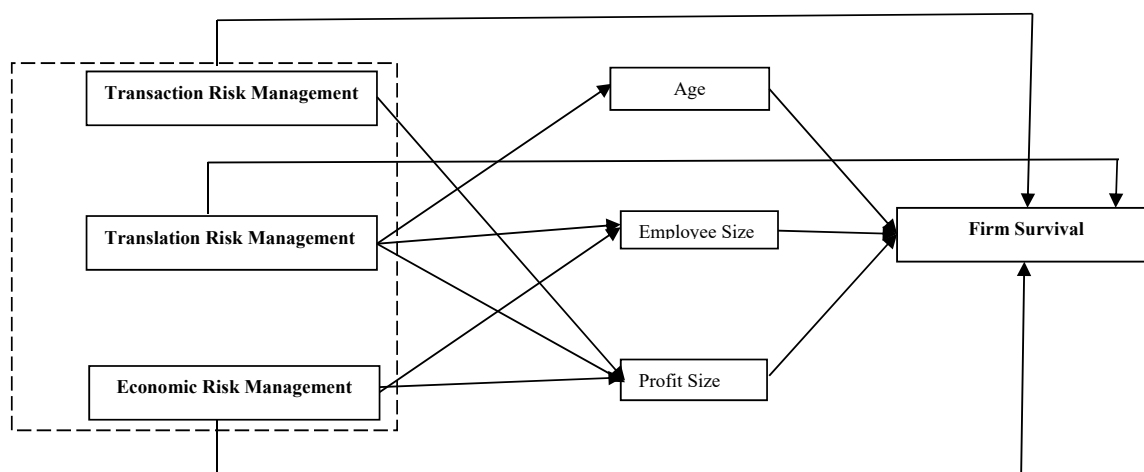 Transaction Risk Management
Age
Translation Risk Management
Employee Size
Firm Survival
Economic Risk Management
Profit Size